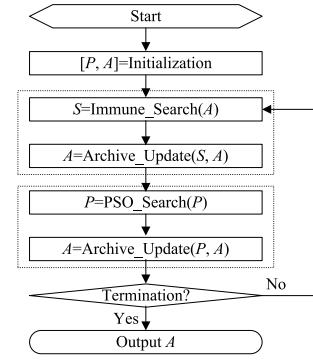 Start
[P, A]=Initialization
S=Immune_Search(A)
A=Archive_Update(S, A)
P=PSO_Search(P)
A=Archive_Update(P, A)
Termination?
No
Yes
Output A